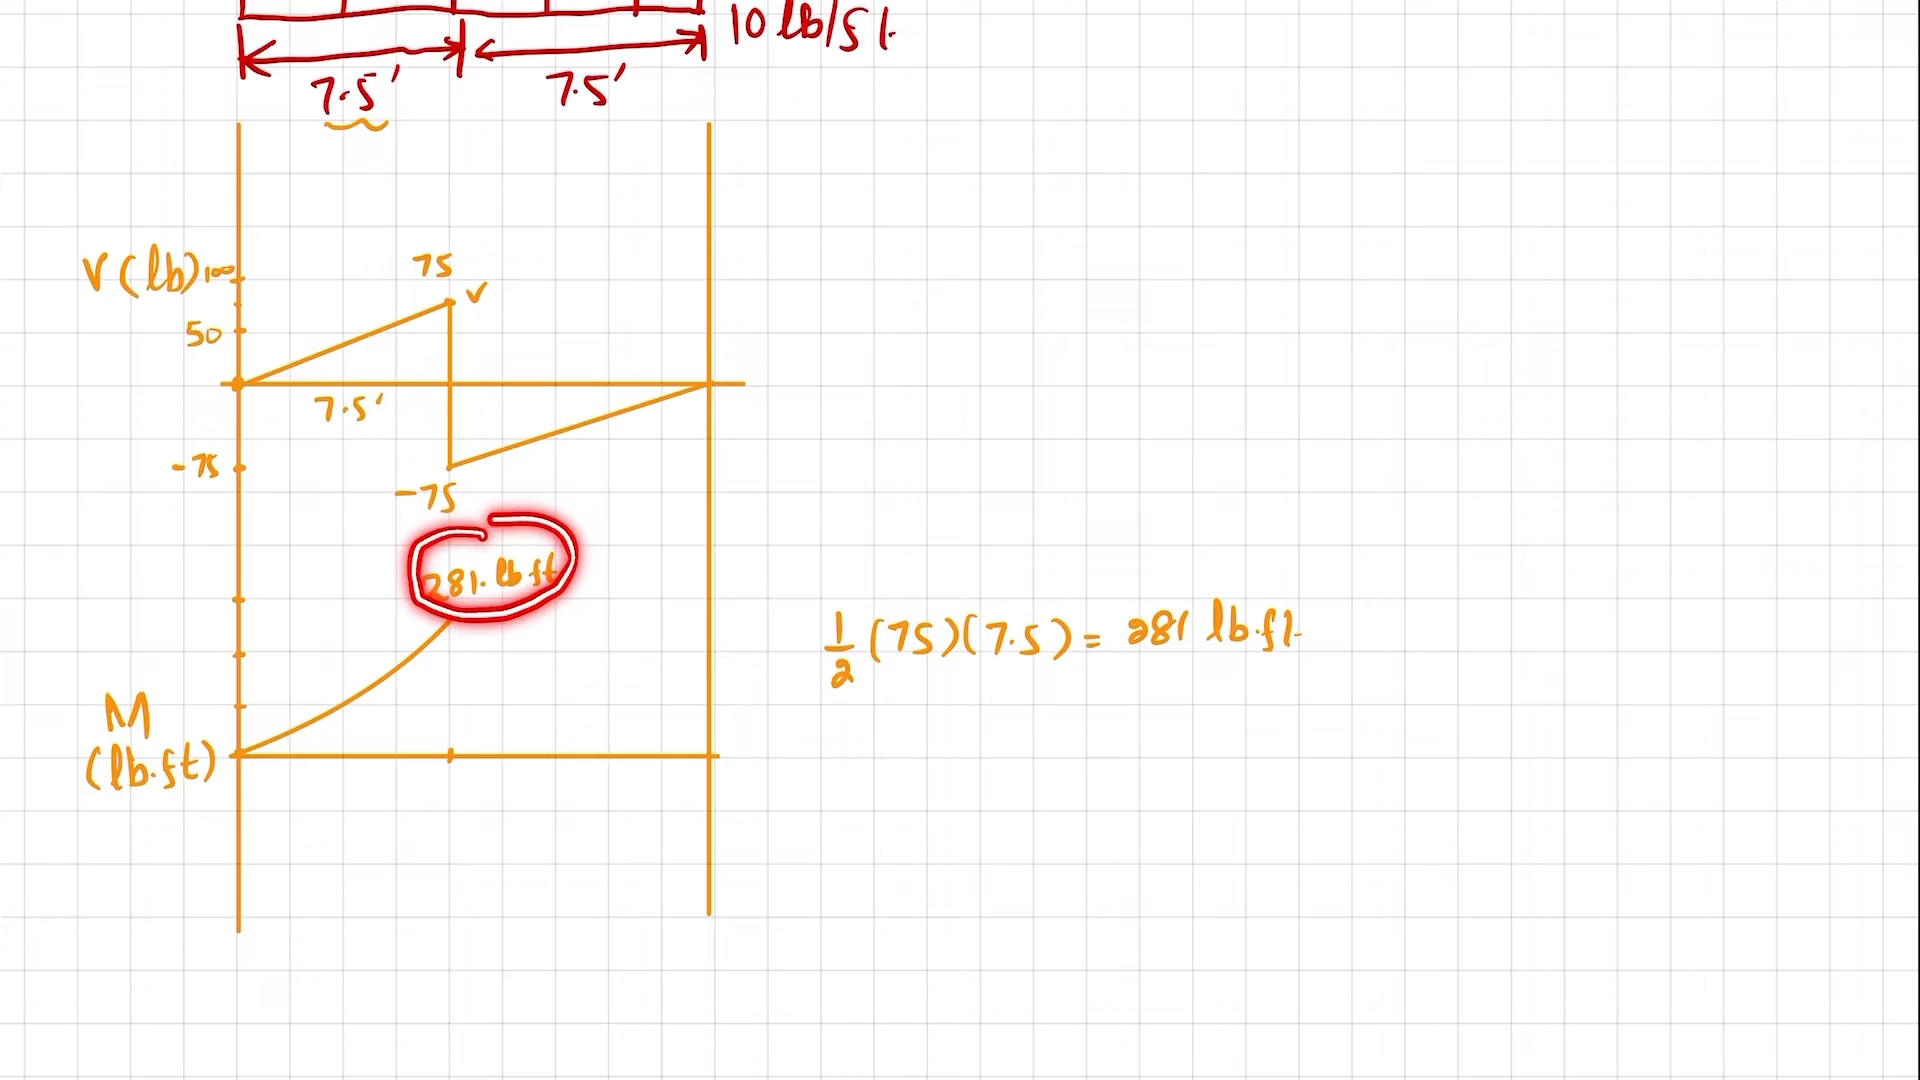 10 lb/ft.
7.5' 7.5'
V (lb) 100
75
V
50
7.5'
-75
-75
281. lb ft
1/2 (75)(7.5) = 281 lb.ft.
M
(lb.ft)